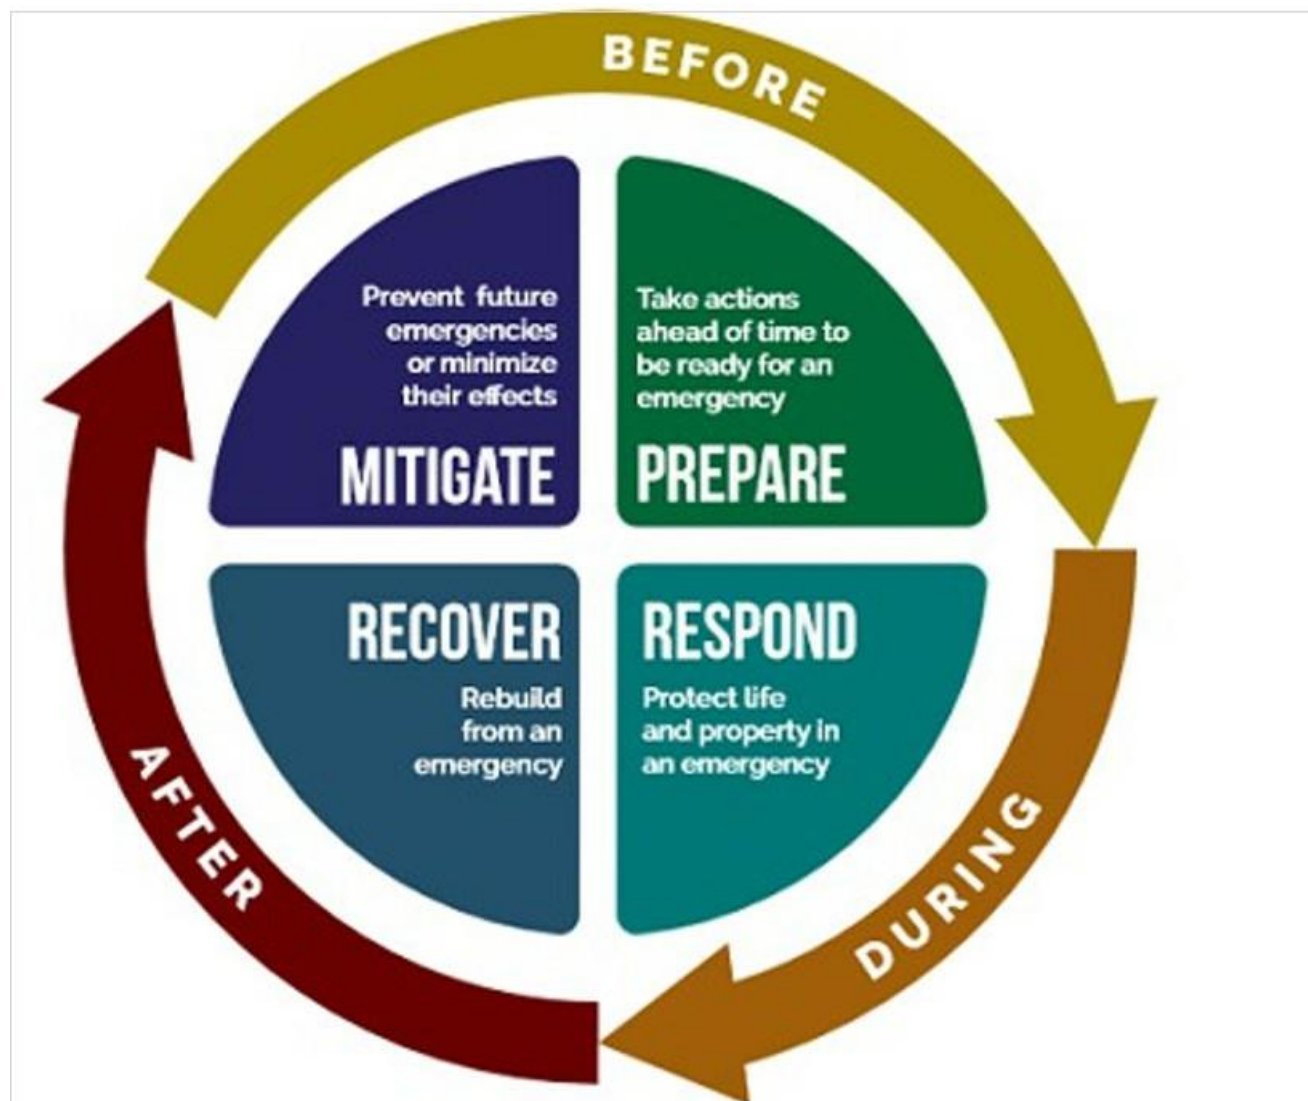 BEFORE
Prevent future
emergencies
or minimize
their effects
MITIGATE
Take actions
ahead of time to
be ready for an
emergency
PREPARE
RECOVER
Rebuild
from an
emergency
RESPOND
Protect life
and property in
an emergency
AFTER
DURING